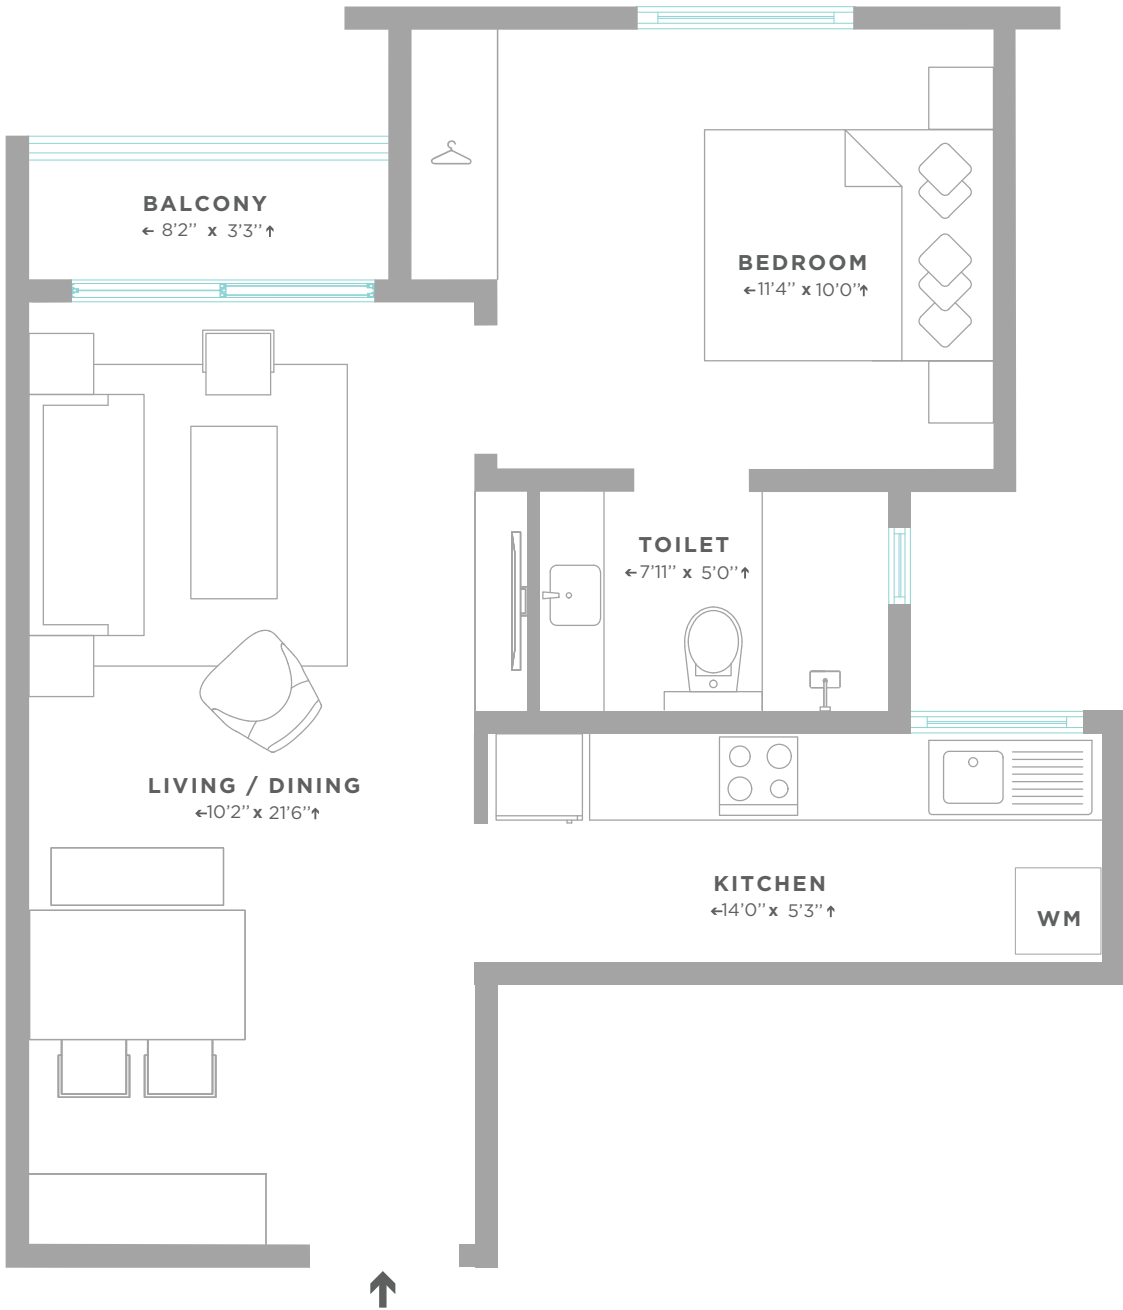 BALCONY
← 8’2’’ x 3’3’’ ↑
BEDROOM
←11’4’’ x 10’0’’↑
TOILET
←7’11’’ x 5’0’’↑
LIVING / DINING
←10’2’’ x 21’6’’↑
KITCHEN
←14’0’’ x 5’3’’ ↑
WM